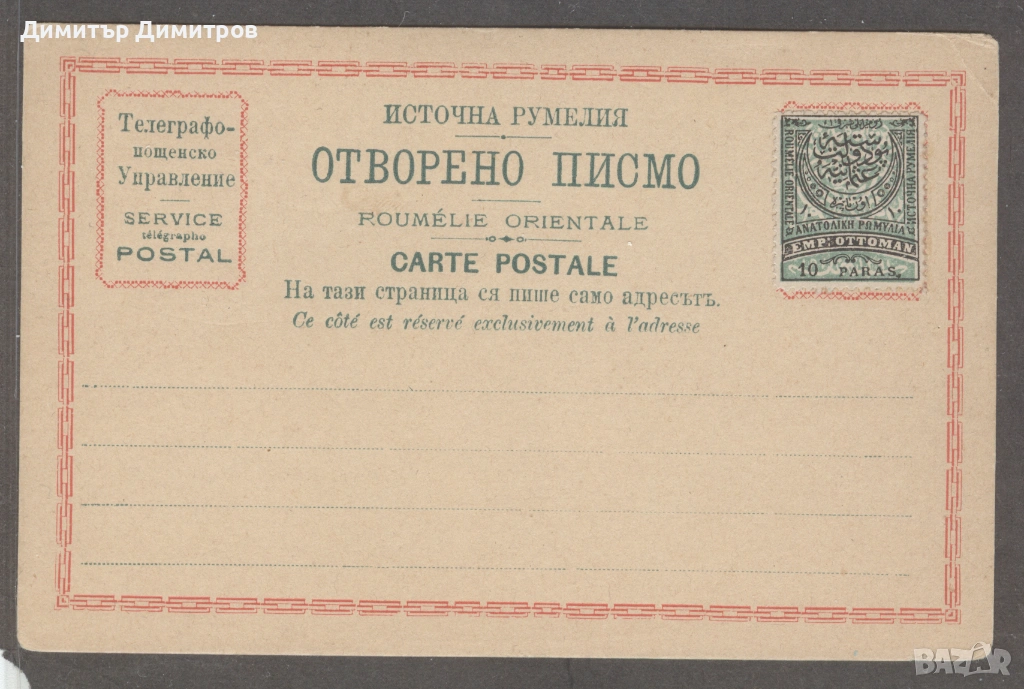 Димитър Димитров
Телеграфо-
пощенско
Управление
SERVICE
télégrapho
POSTAL
ИСТОЧНА РУМЕЛИЯ
ОТВОРЕНО ПИСМО
ROUMÉLIE ORIENTALE
CARTE POSTALE
На тази страница ся пише само адресътъ.
Ce côté est réservé exclusivement à l'adresse
ROUMELIE ORIENTALE
ИСТОЧНА РУМЕЛИЯ
ΑΝΑΤΟΛΙΚΗ ΡΩΜΥΛΙΑ
EMP: OTTOMAN
10 PARAS.
BAZAR